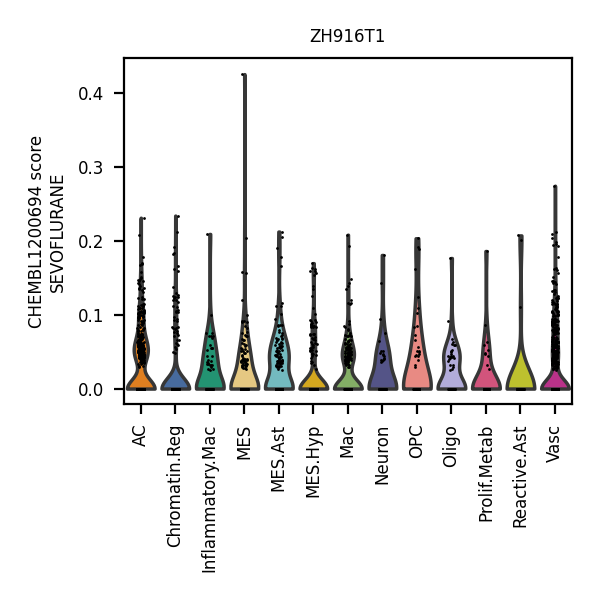 ZH916T1
CHEMBL1200694 score
SEVOFLURANE
0.4
0.3
0.2
0.1
0.0
AC
Chromatin.Reg
Inflammatory.Mac
MES
MES.Ast
MES.Hyp
Mac
Neuron
OPC
Oligo
Prolif.Metab
Reactive.Ast
Vasc